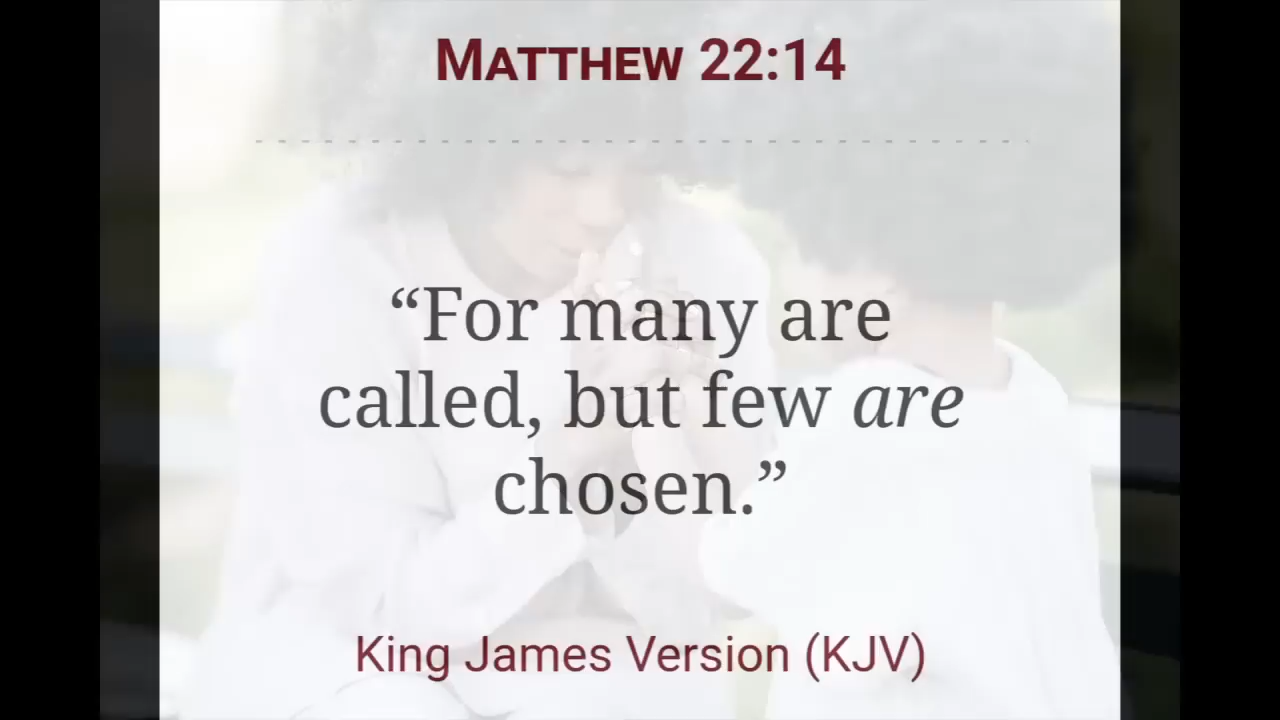 MATTHEW 22:14
“For many are
called, but few are
chosen.”
King James Version (KJV)